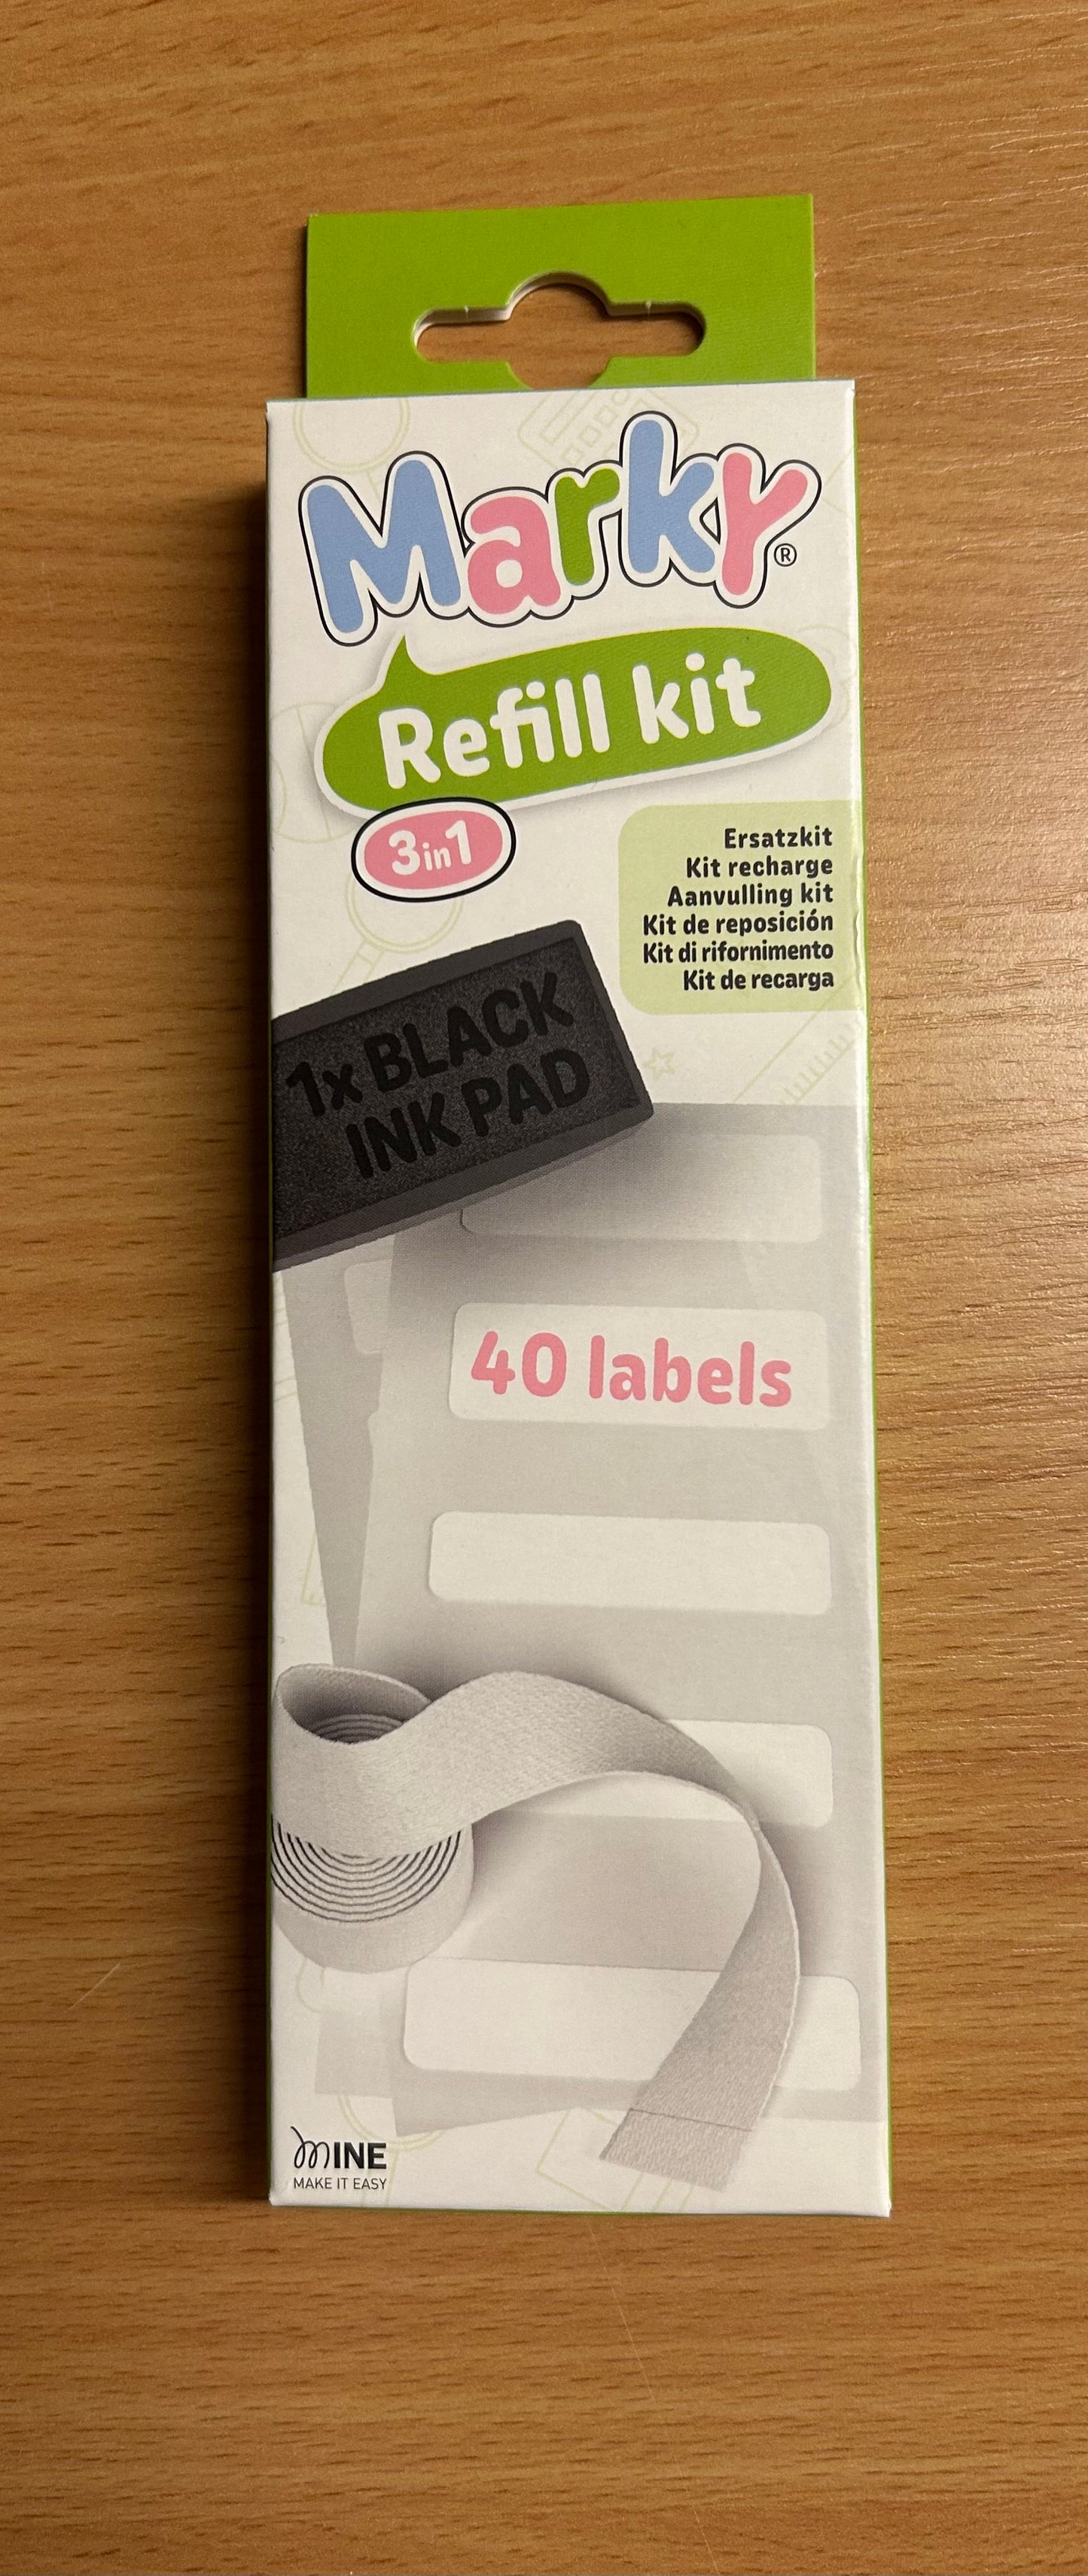 Marky®
Refill kit
3in1
Ersatzkit
Kit recharge
Aanvulling kit
Kit de reposición
Kit di rifornimento
Kit de recarga
1x BLACK
INK PAD
40 labels
MINE
MAKE IT EASY